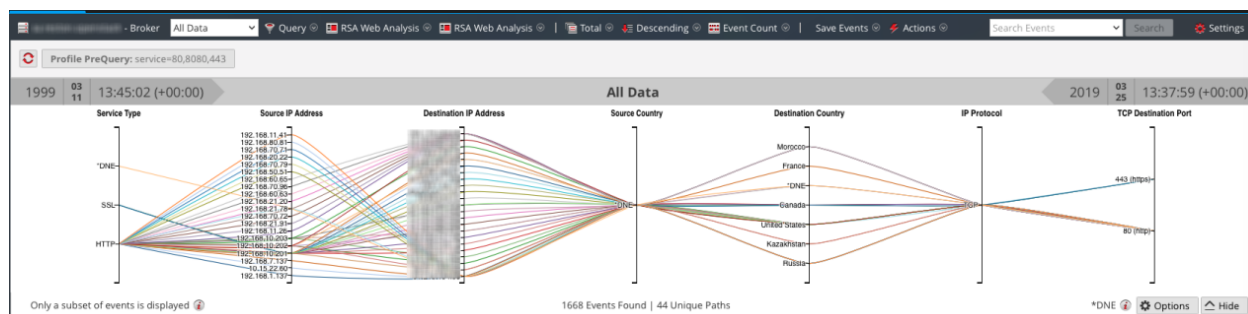 - Broker All Data Query RSA Web Analysis RSA Web Analysis | Total Descending Event Count | Save Events Actions Search Events Search Settings
Profile PreQuery: service=80,8080,443
1999 03 11 13:45:02 (+00:00) All Data 2019 03 25 13:37:59 (+00:00)
Service Type Source IP Address Destination IP Address Source Country Destination Country IP Protocol TCP Destination Port
*DNE
SSL
HTTP
192.168.11.41
192.168.80.81
192.168.70.71
192.168.20.22
192.168.70.79
192.168.50.51
192.168.60.65
192.168.70.96
192.168.60.63
192.168.21.20
192.168.21.78
192.168.70.72
192.168.21.91
192.168.11.26
192.168.10.203
192.168.10.202
192.168.10.201
192.168.7.137
10.15.22.60
192.168.1.137
*DNE
Morocco
France
*DNE
Canada
United States
Kazakhstan
Russia
TCP
443 (https)
80 (http)
Only a subset of events is displayed 1668 Events Found | 44 Unique Paths *DNE Options Hide